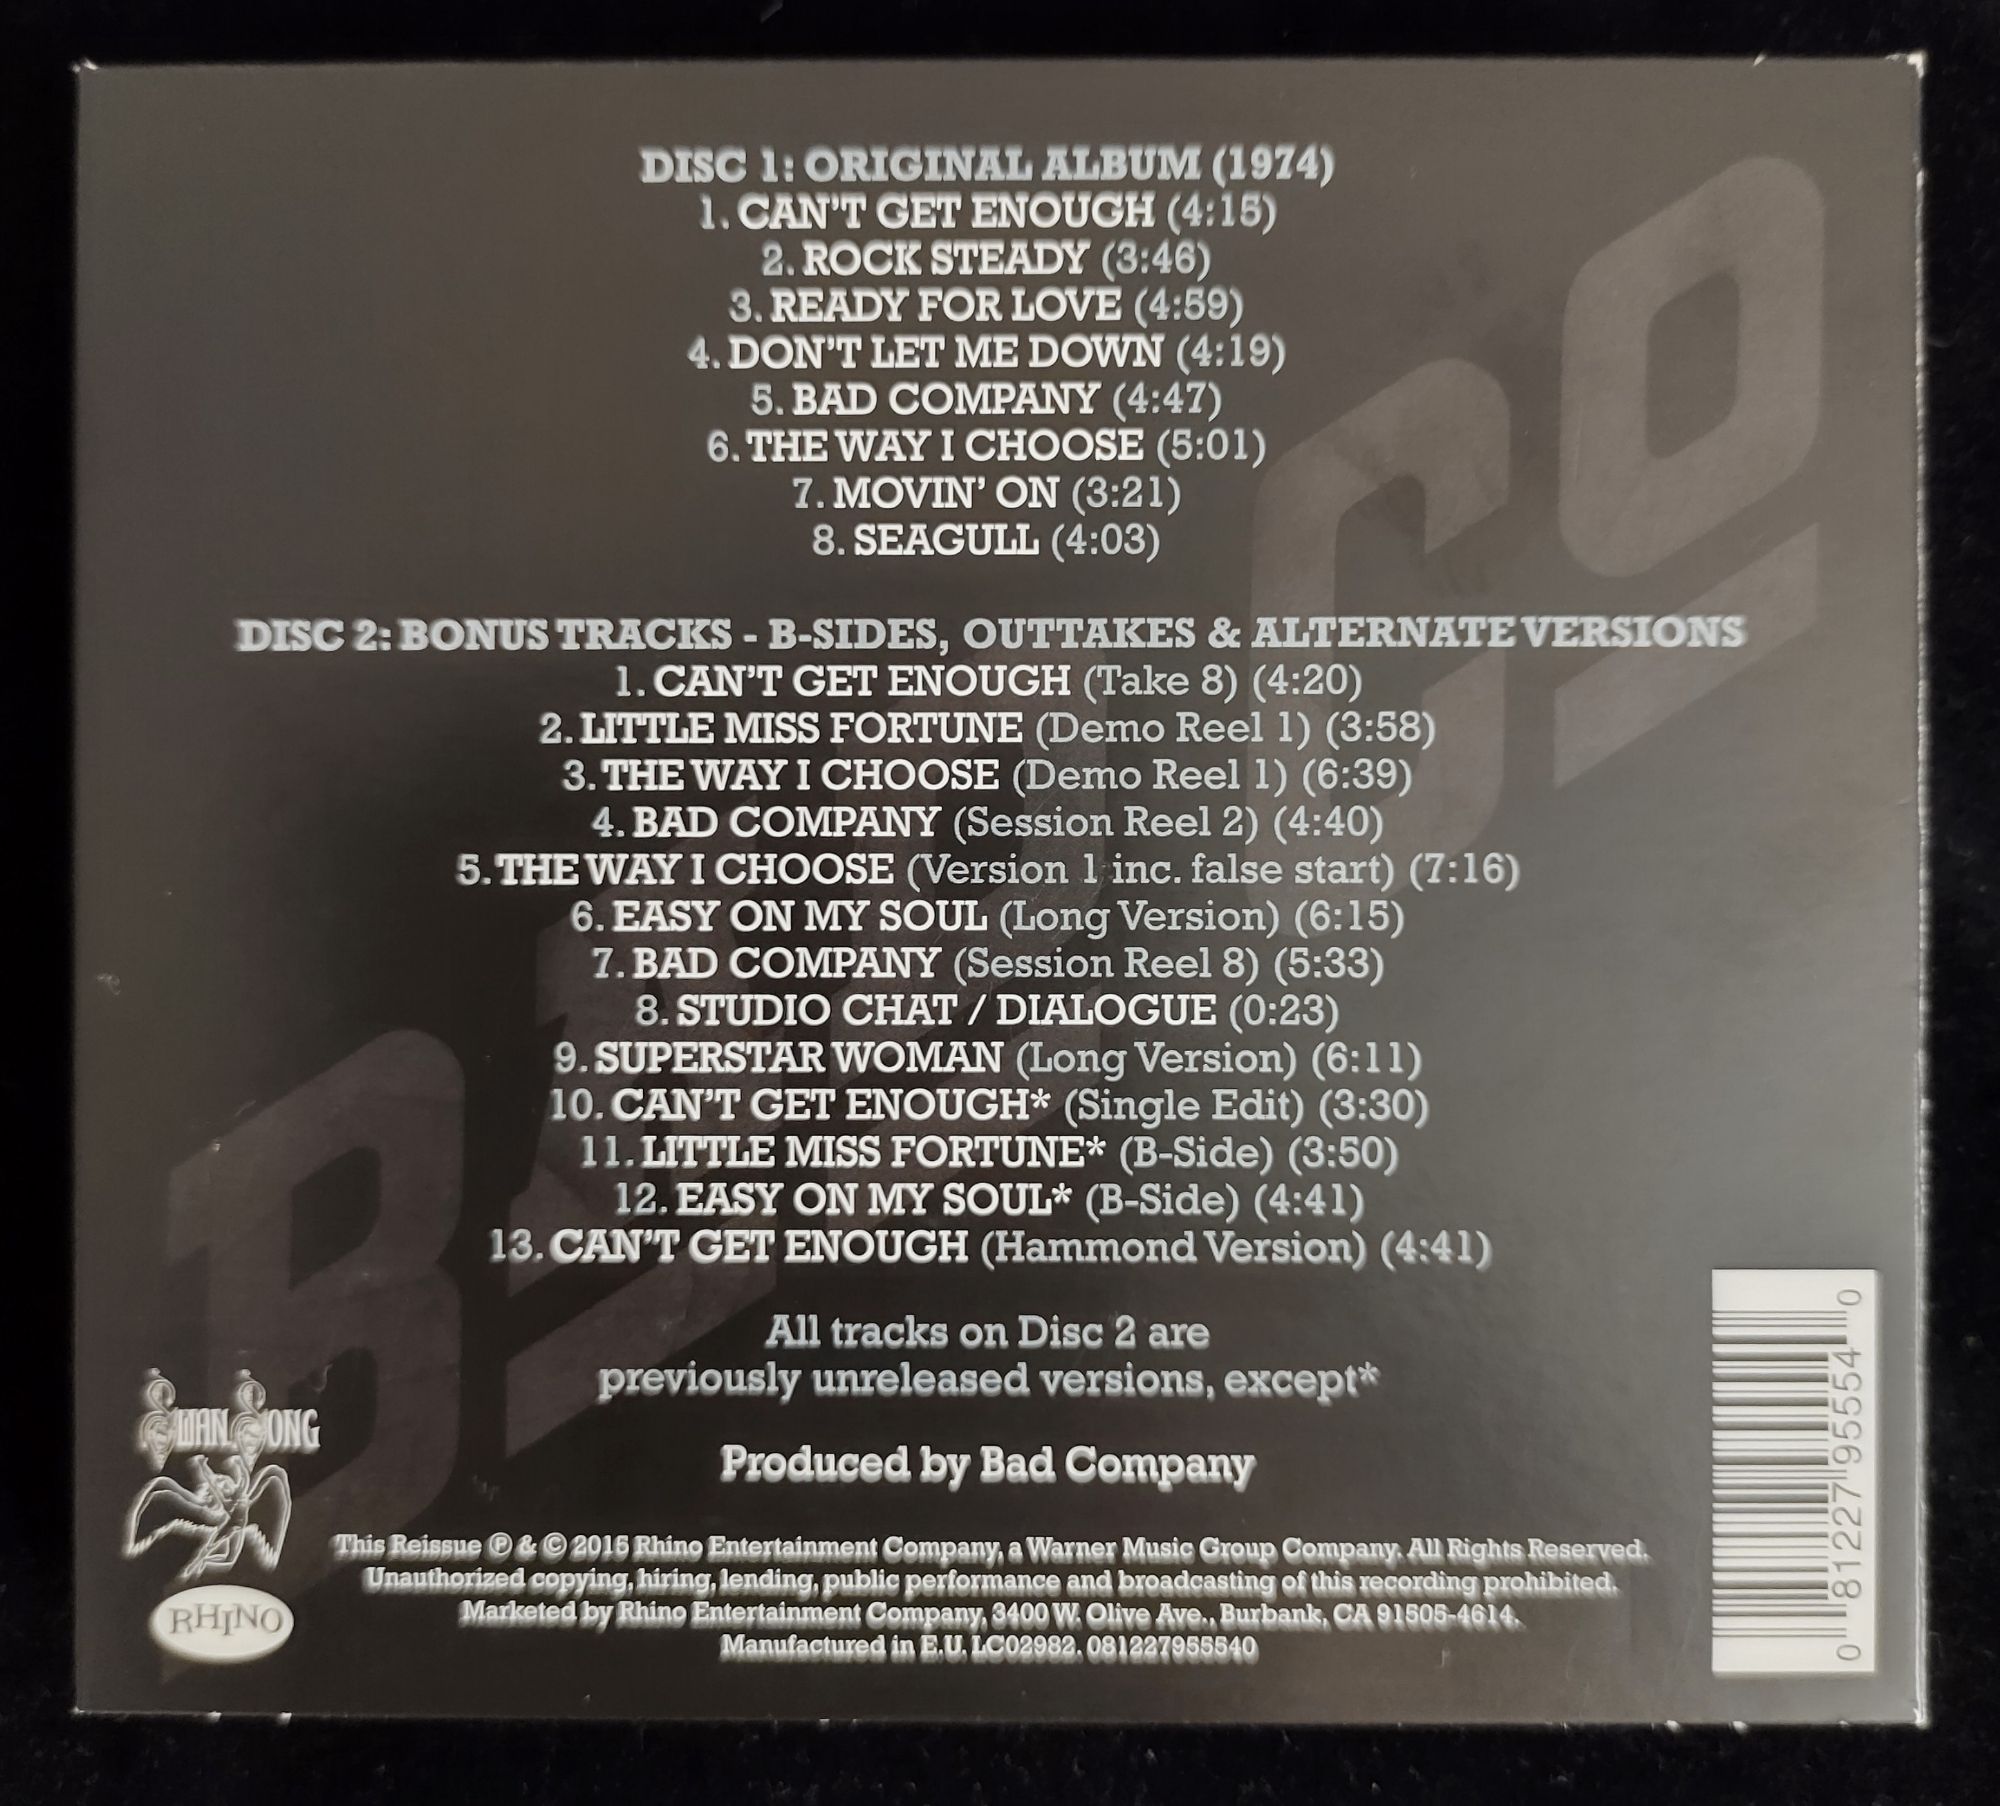 DISC 1: ORIGINAL ALBUM (1974)
1. CAN'T GET ENOUGH (4:15)
2. ROCK STEADY (3:46)
3. READY FOR LOVE (4:59)
4. DON'T LET ME DOWN (4:19)
5. BAD COMPANY (4:47)
6. THE WAY I CHOOSE (5:01)
7. MOVIN' ON (3:21)
8. SEAGULL (4:03)
DISC 2: BONUS TRACKS - B-SIDES, OUTTAKES & ALTERNATE VERSIONS
1. CAN'T GET ENOUGH (Take 8) (4:20)
2. LITTLE MISS FORTUNE (Demo Reel 1) (3:58)
3. THE WAY I CHOOSE (Demo Reel 1) (6:39)
4. BAD COMPANY (Session Reel 2) (4:40)
5. THE WAY I CHOOSE (Version 1 inc. false start) (7:16)
6. EASY ON MY SOUL (Long Version) (6:15)
7. BAD COMPANY (Session Reel 8) (5:33)
8. STUDIO CHAT / DIALOGUE (0:23)
9. SUPERSTAR WOMAN (Long Version) (6:11)
10. CAN'T GET ENOUGH* (Single Edit) (3:30)
11. LITTLE MISS FORTUNE* (B-Side) (3:50)
12. EASY ON MY SOUL* (B-Side) (4:41)
13. CAN'T GET ENOUGH (Hammond Version) (4:41)
All tracks on Disc 2 are
previously unreleased versions, except*
Produced by Bad Company
This Reissue ℗ & © 2015 Rhino Entertainment Company, a Warner Music Group Company. All Rights Reserved.
Unauthorized copying, hiring, lending, public performance and broadcasting of this recording prohibited.
Marketed by Rhino Entertainment Company, 3400 W. Olive Ave., Burbank, CA 91505-4614.
Manufactured in E.U. LC02982. 081227955540
SWAN SONG
RHINO
BAD CO
0 81227 95554 0